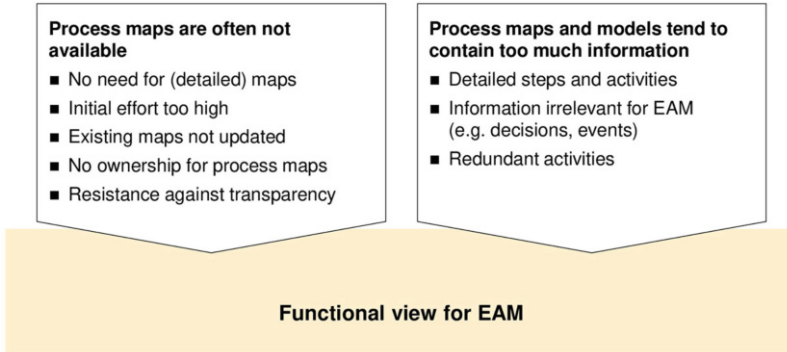 Process maps are often not
available
■ No need for (detailed) maps
■ Initial effort too high
■ Existing maps not updated
■ No ownership for process maps
■ Resistance against transparency
Process maps and models tend to
contain too much information
■ Detailed steps and activities
■ Information irrelevant for EAM
(e.g. decisions, events)
■ Redundant activities
Functional view for EAM